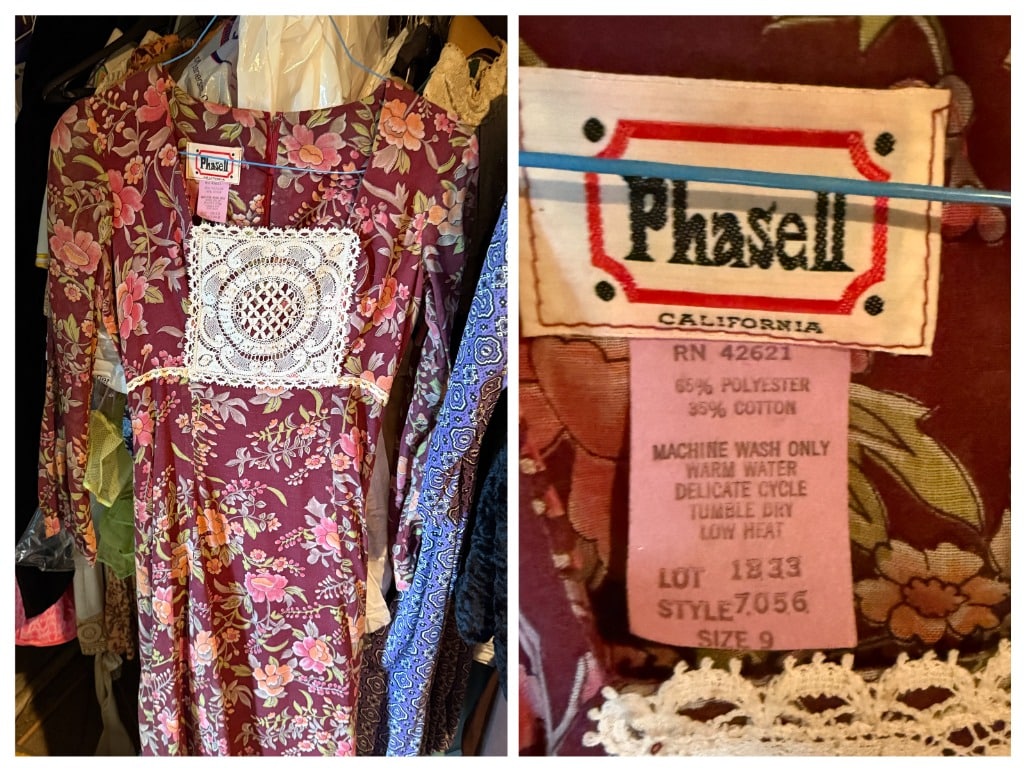 Phasell
Phasell
CALIFORNIA
RN 42621
65% POLYESTER
35% COTTON
MACHINE WASH ONLY
WARM WATER
DELICATE CYCLE
TUMBLE DRY
LOW HEAT
LOT 1833
STYLE 7056
SIZE 9